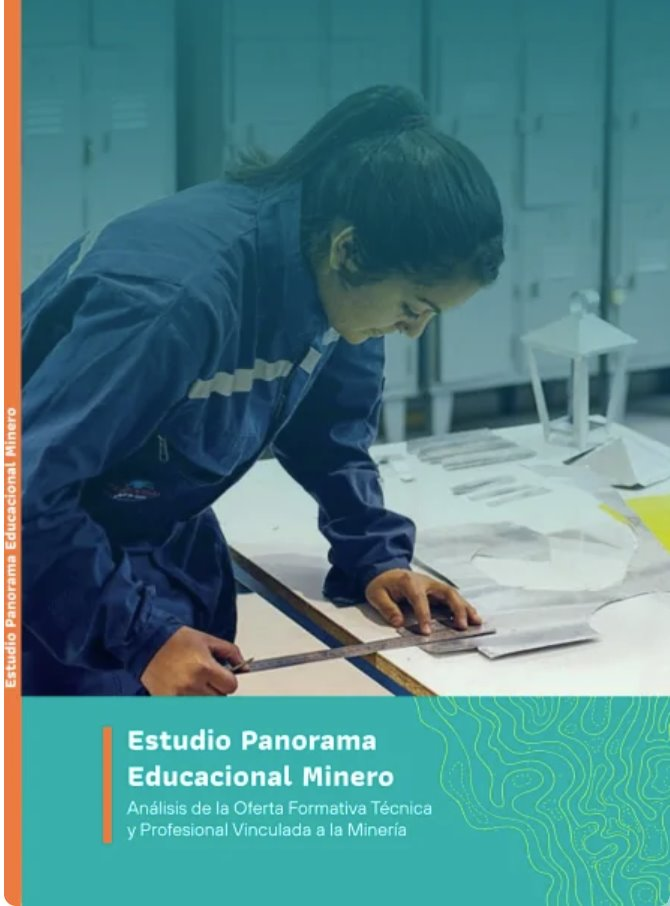 Estudio Panorama Educacional Minero
Estudio Panorama
Educacional Minero
Análisis de la Oferta Formativa Técnica
y Profesional Vinculada a la Minería